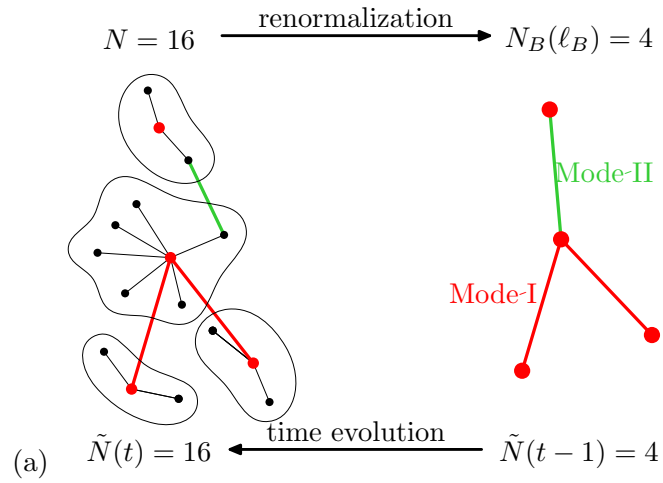 N = 16 renormalization N_B(ℓ_B) = 4
Mode-II
Mode-I
(a) Ñ(t) = 16 time evolution Ñ(t − 1) = 4